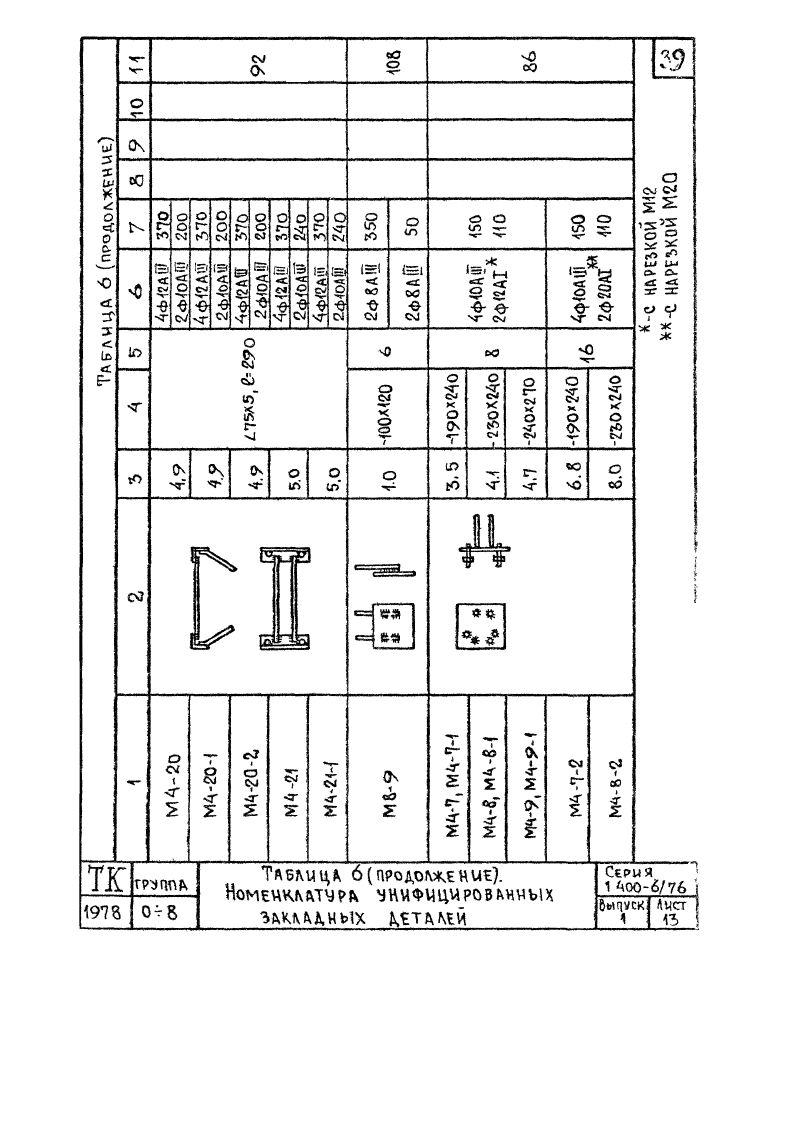 39
Таблица 6 (продолжение)
1 2 3 4 5 6 7 8 9 10 11
М4-20 4,9 ∠75х5, ℓ=290 4ф12АIII 370 2ф10АIII 200 92
М4-20-1 4,9 4ф12АIII 370 2ф10АIII 200
М4-20-2 4,9 4ф12АIII 370 2ф10АIII 200
М4-21 5,0 4ф12АIII 370 2ф10АIII 240
М4-21-1 5,0 4ф12АIII 370 2ф10АIII 240
М8-9 1.0 -100х120 6 2ф8АIII 350 2ф8АIII 50 108
М4-7, М4-7-1 3.5 -190х240 8 4ф10АIII 150 86
М4-8, М4-8-1 4.1 -230х240 2ф12АI* 110
М4-9, М4-9-1 4,7 -240х270
М4-7-2 6.8 -190х240 16 4ф10АIII 150
М4-8-2 8.0 -230х240 2ф20АI** 110
*-с нарезкой М12
**-с нарезкой М20
ТК
группа
1978
0÷8
Таблица 6 (продолжение).
Номенклатура унифицированных
закладных деталей
Серия
1 400-6/76
Выпуск
1
Лист
13